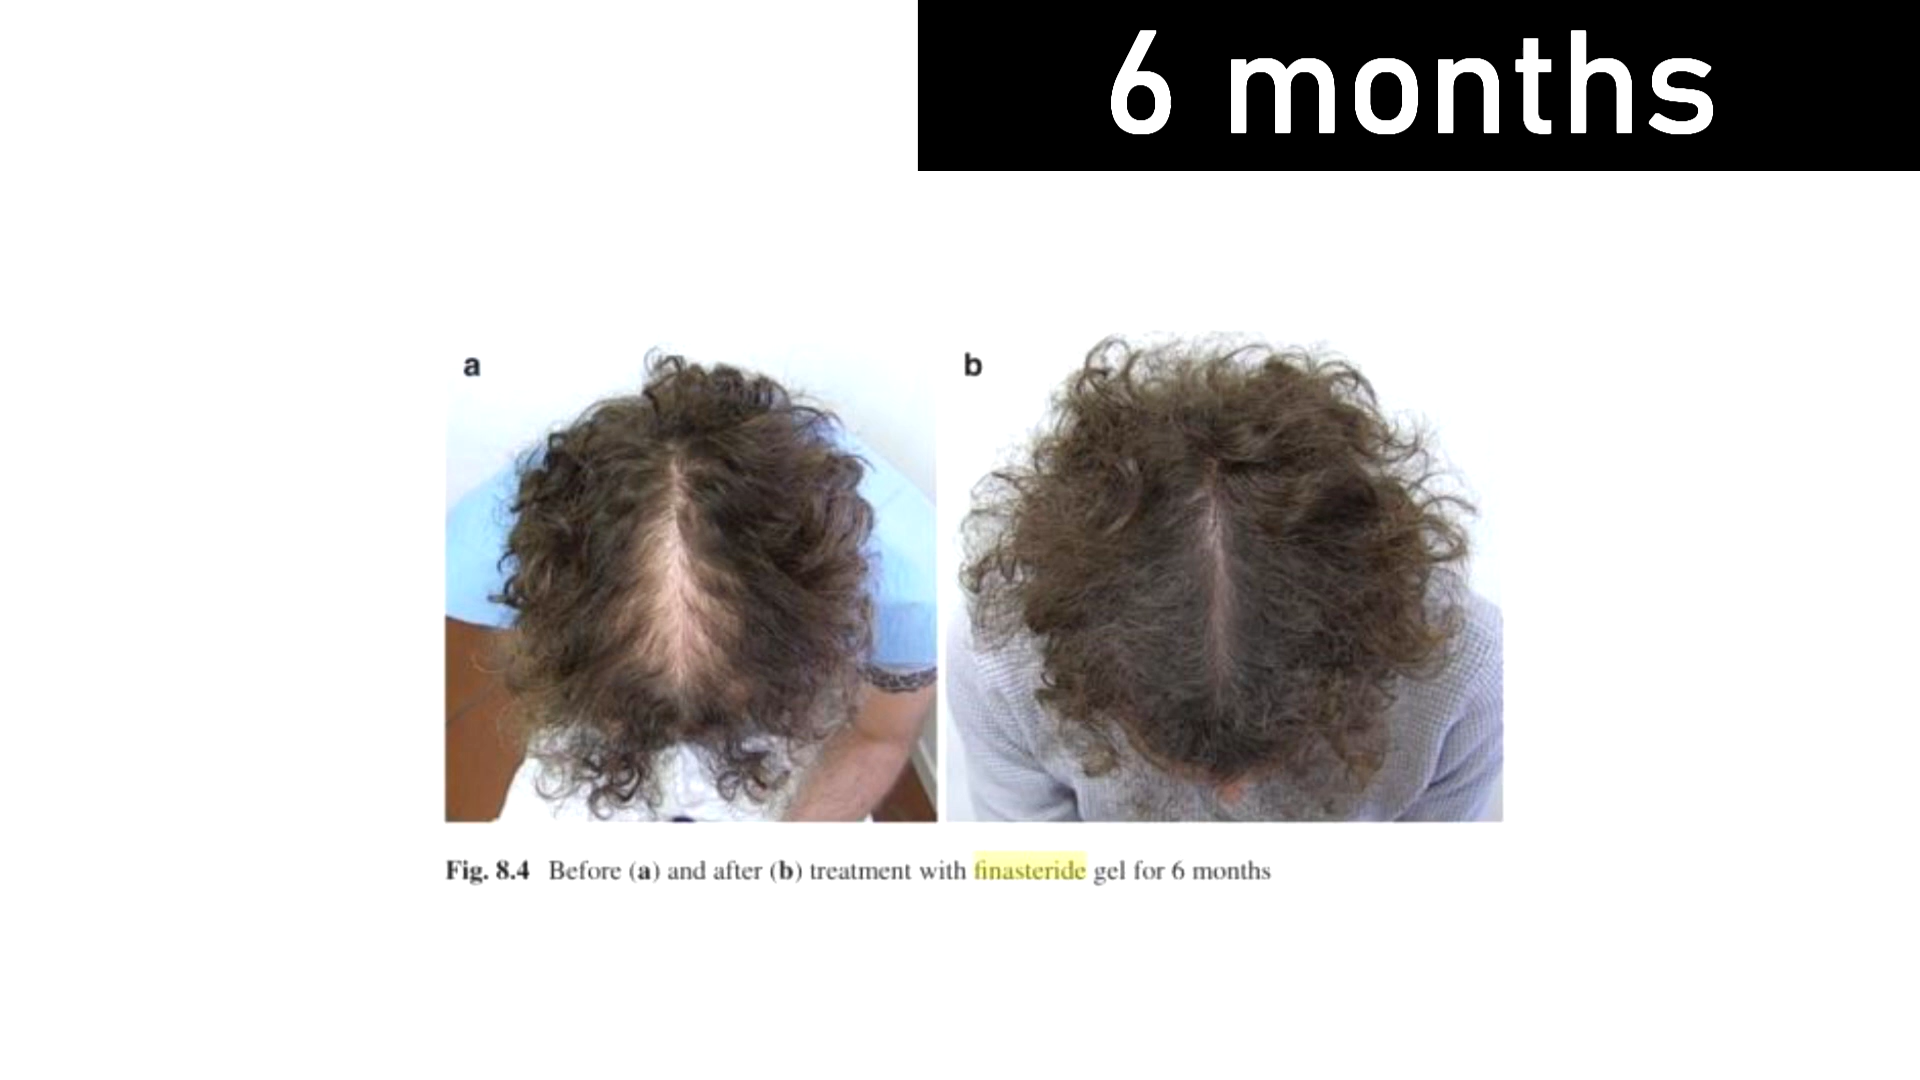 6 months
a
b
Fig. 8.4 Before (a) and after (b) treatment with finasteride gel for 6 months